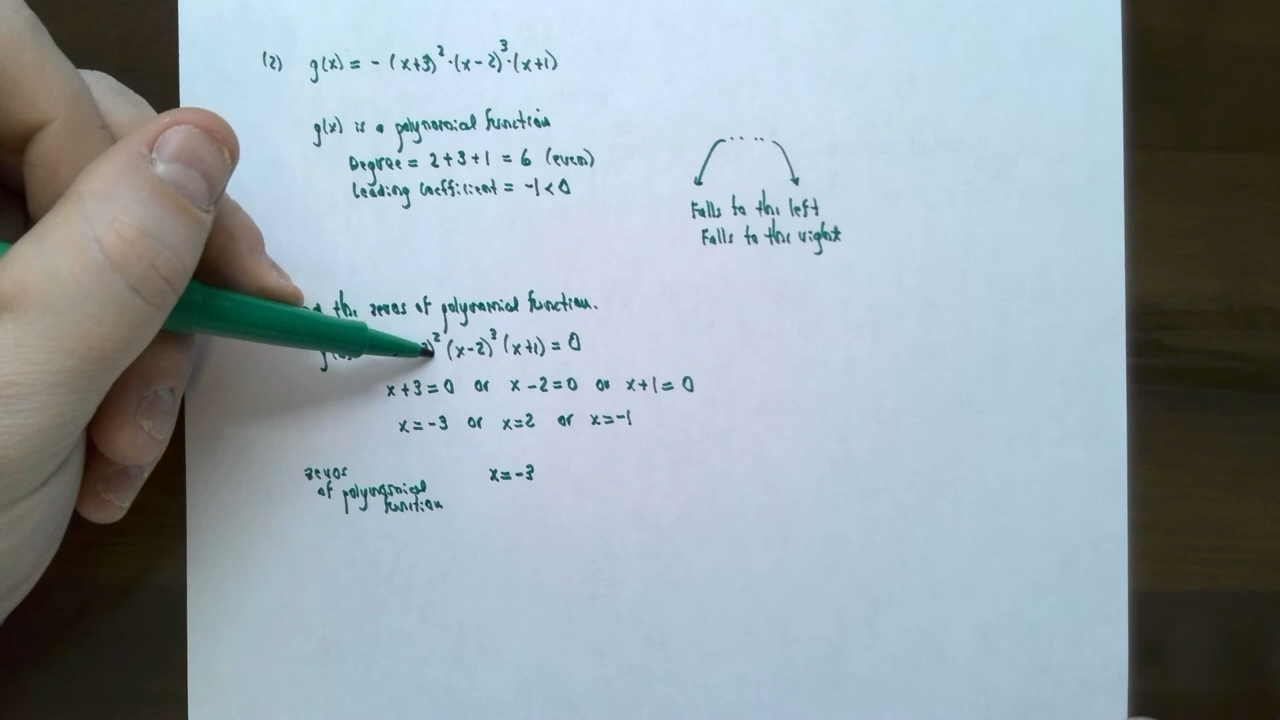 (2) g(x) = - (x+3)²·(x-2)³·(x+1)
g(x) is a polynomial function
Degree = 2+3+1 = 6 (even)
Leading Coefficient = -1 < 0
Falls to the left
Falls to the right
the zeros of polynomial function.
)² (x-2)³ (x+1) = 0
x+3=0 or x-2=0 or x+1=0
x=-3 or x=2 or x=-1
zeros
of polynomial
function
x=-3